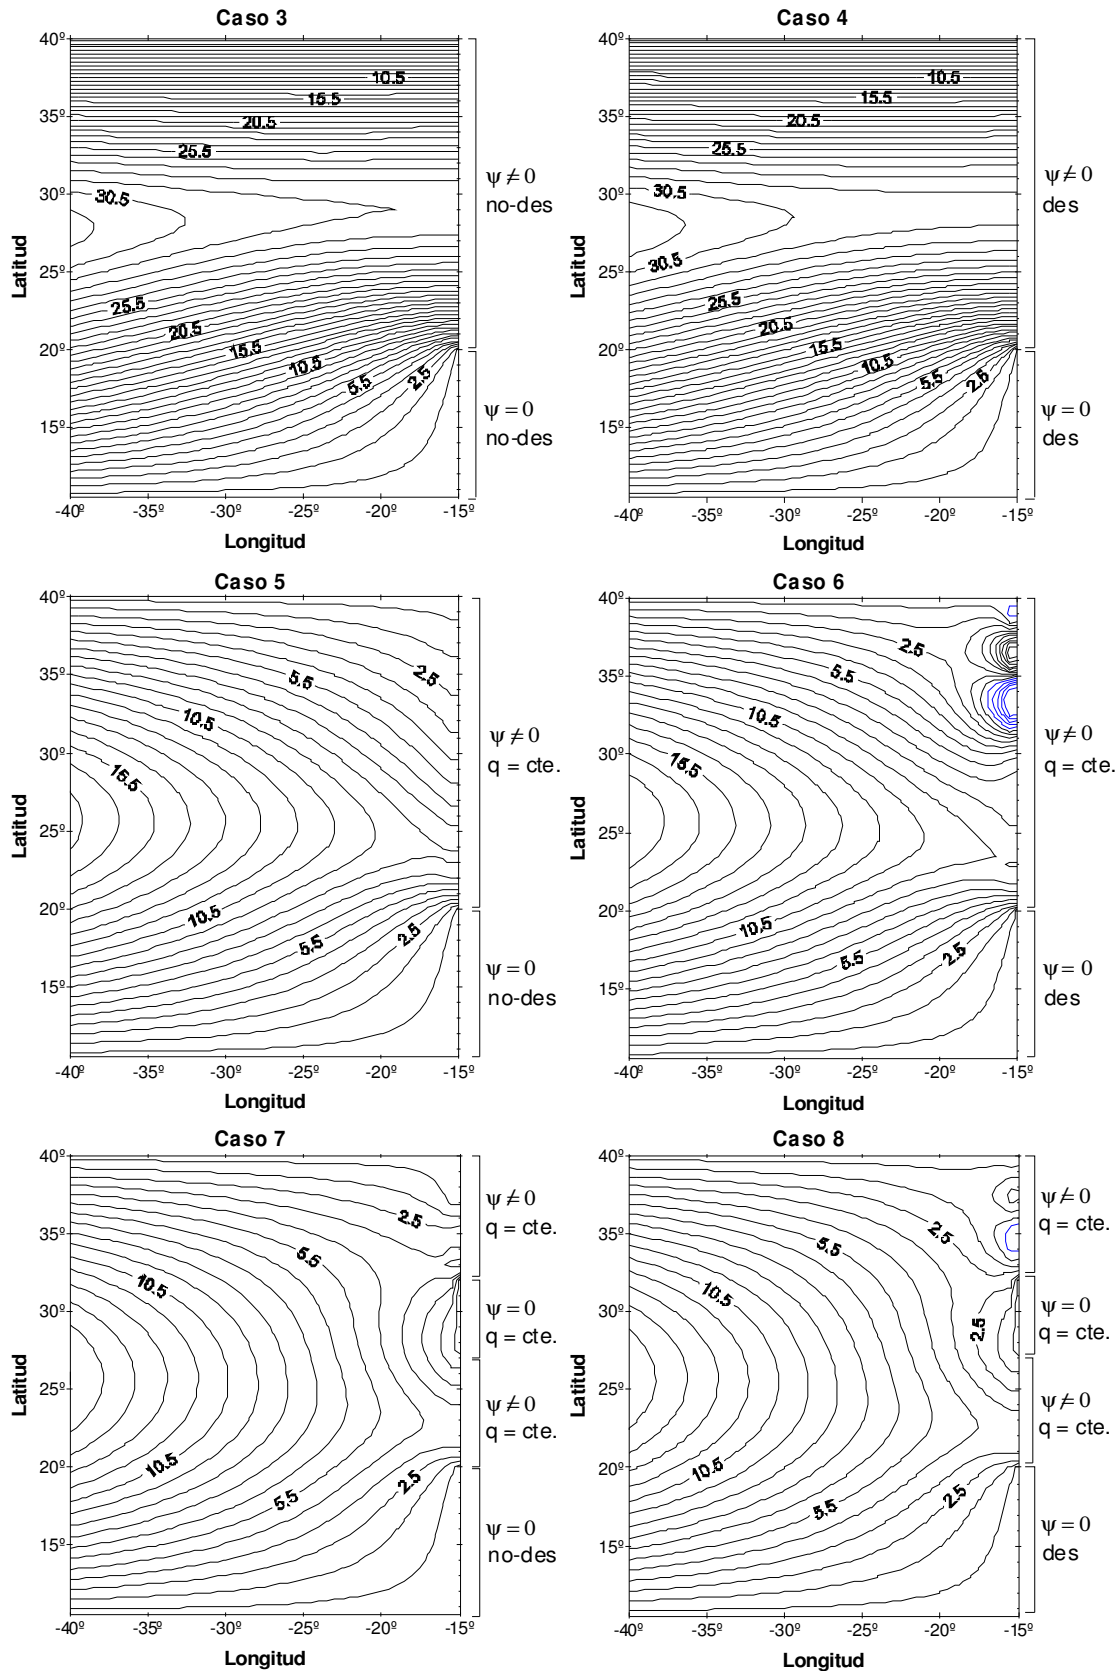 Caso 3
40º
35º
30º
25º
20º
15º
Latitud
10.5
15.5
20.5
25.5
30.5
25.5
20.5
15.5
10.5
5.5
2.5
ψ ≠ 0
no-des
ψ = 0
no-des
-40º -35º -30º -25º -20º -15º
Longitud
Caso 4
40º
35º
30º
25º
20º
15º
Latitud
10.5
15.5
20.5
25.5
30.5
30.5
25.5
20.5
15.5
10.5
5.5
2.5
ψ ≠ 0
des
ψ = 0
des
-40º -35º -30º -25º -20º -15º
Longitud
Caso 5
40º
35º
30º
25º
20º
15º
Latitud
2.5
5.5
10.5
15.5
10.5
5.5
2.5
ψ ≠ 0
q = cte.
ψ = 0
no-des
-40º -35º -30º -25º -20º -15º
Longitud
Caso 6
40º
35º
30º
25º
20º
15º
Latitud
2.5
5.5
10.5
15.5
10.5
5.5
2.5
ψ ≠ 0
q = cte.
ψ = 0
des
-40º -35º -30º -25º -20º -15º
Longitud
Caso 7
40º
35º
30º
25º
20º
15º
Latitud
2.5
5.5
10.5
10.5
5.5
2.5
ψ ≠ 0
q = cte.
ψ = 0
q = cte.
ψ ≠ 0
q = cte.
ψ = 0
no-des
-40º -35º -30º -25º -20º -15º
Longitud
Caso 8
40º
35º
30º
25º
20º
15º
Latitud
2.5
5.5
10.5
2.5
10.5
5.5
2.5
ψ ≠ 0
q = cte.
ψ = 0
q = cte.
ψ ≠ 0
q = cte.
ψ = 0
des
-40º -35º -30º -25º -20º -15º
Longitud